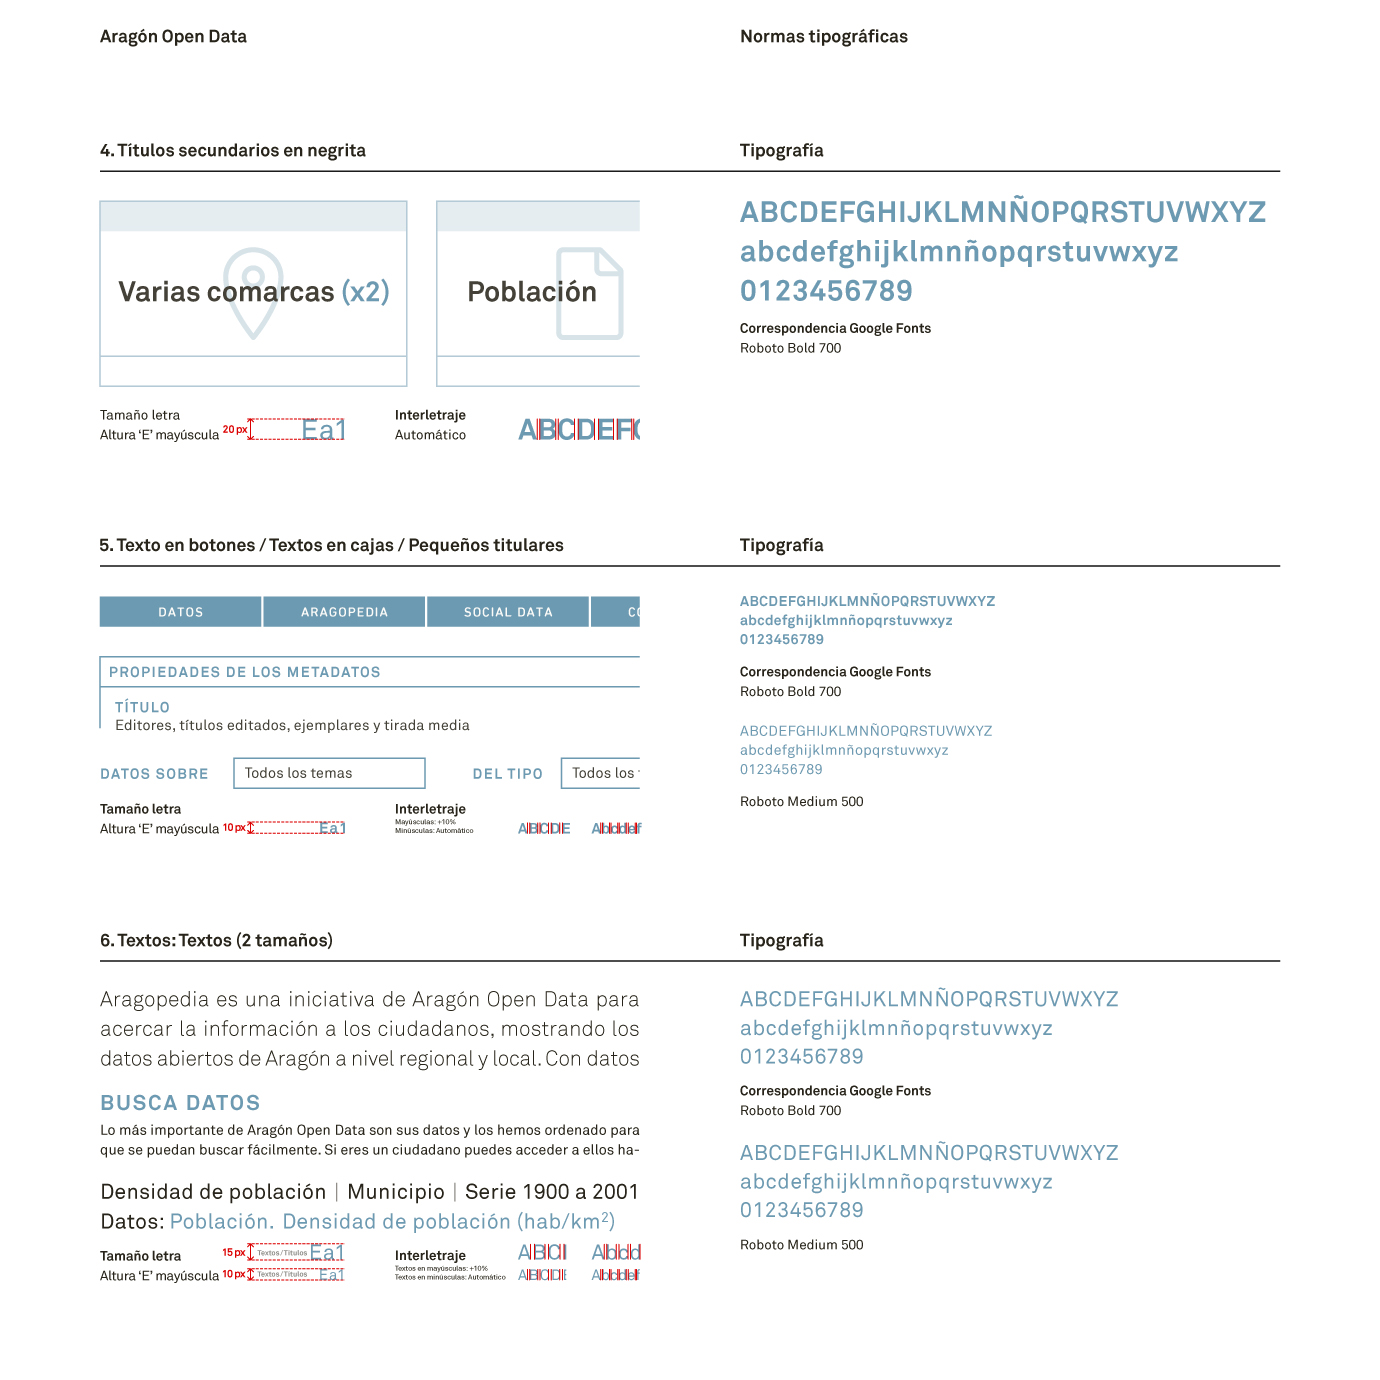 Aragón Open Data
Normas tipográficas
4. Títulos secundarios en negrita
Tipografía
Varias comarcas (x2)
Población
ABCDEFGHIJKLMNÑOPQRSTUVWXYZ
abcdefghijklmnñopqrstuvwxyz
0123456789
Correspondencia Google Fonts
Roboto Bold 700
Tamaño letra
Altura ‘E’ mayúscula
20 px
Ea1
Interletraje
Automático
ABCDEF
5. Texto en botones / Textos en cajas / Pequeños titulares
Tipografía
DATOS
ARAGOPEDIA
SOCIAL DATA
PROPIEDADES DE LOS METADATOS
TÍTULO
Editores, títulos editados, ejemplares y tirada media
DATOS SOBRE
Todos los temas
DEL TIPO
Todos los
Tamaño letra
Altura ‘E’ mayúscula
10 px
Ea1
Interletraje
Mayúsculas: +10%
Minúsculas: Automático
ABCDE
Abcdef
ABCDEFGHIJKLMNÑOPQRSTUVWXYZ
abcdefghijklmnñopqrstuvwxyz
0123456789
Correspondencia Google Fonts
Roboto Bold 700
ABCDEFGHIJKLMNÑOPQRSTUVWXYZ
abcdefghijklmnñopqrstuvwxyz
0123456789
Roboto Medium 500
6. Textos: Textos (2 tamaños)
Tipografía
Aragopedia es una iniciativa de Aragón Open Data para
acercar la información a los ciudadanos, mostrando los
datos abiertos de Aragón a nivel regional y local. Con datos
BUSCA DATOS
Lo más importante de Aragón Open Data son sus datos y los hemos ordenado para
que se puedan buscar fácilmente. Si eres un ciudadano puedes acceder a ellos ha-
Densidad de población | Municipio | Serie 1900 a 2001
Datos: Población. Densidad de población (hab/km²)
Tamaño letra
Altura ‘E’ mayúscula
15 px Textos / Títulos Ea1
10 px Textos / Títulos Ea1
Interletraje
Textos en mayúsculas: +10%
Textos en minúsculas: Automático
ABCD
Abcd
ABCDE
Abcdef
ABCDEFGHIJKLMNÑOPQRSTUVWXYZ
abcdefghijklmnñopqrstuvwxyz
0123456789
Correspondencia Google Fonts
Roboto Bold 700
ABCDEFGHIJKLMNÑOPQRSTUVWXYZ
abcdefghijklmnñopqrstuvwxyz
0123456789
Roboto Medium 500